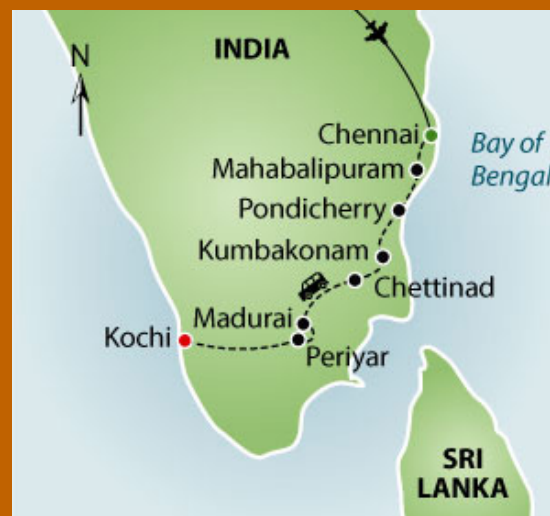 N
INDIA
Chennai
Bay of
Bengal
Mahabalipuram
Pondicherry
Kumbakonam
Chettinad
Madurai
Kochi
Periyar
SRI
LANKA